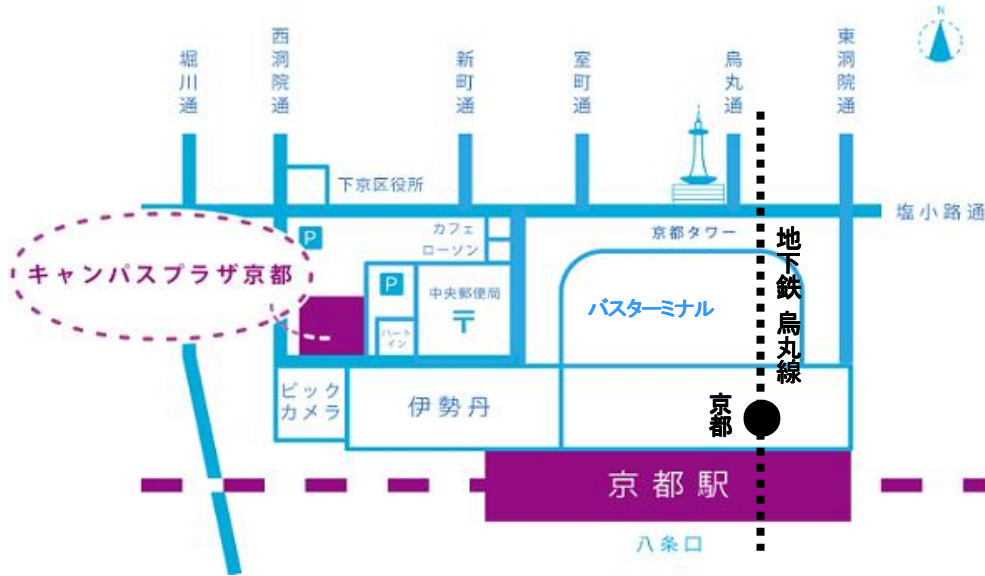 N
堀川通
西洞院通
新町通
室町通
烏丸通
東洞院通
下京区役所
塩小路通
カフェ
ローソン
京都タワー
P
キャンパスプラザ京都
P
中央郵便局
〒
ハート
イン
バスターミナル
地下鉄 烏丸線
ビック
カメラ
伊勢丹
京都
京都駅
八条口